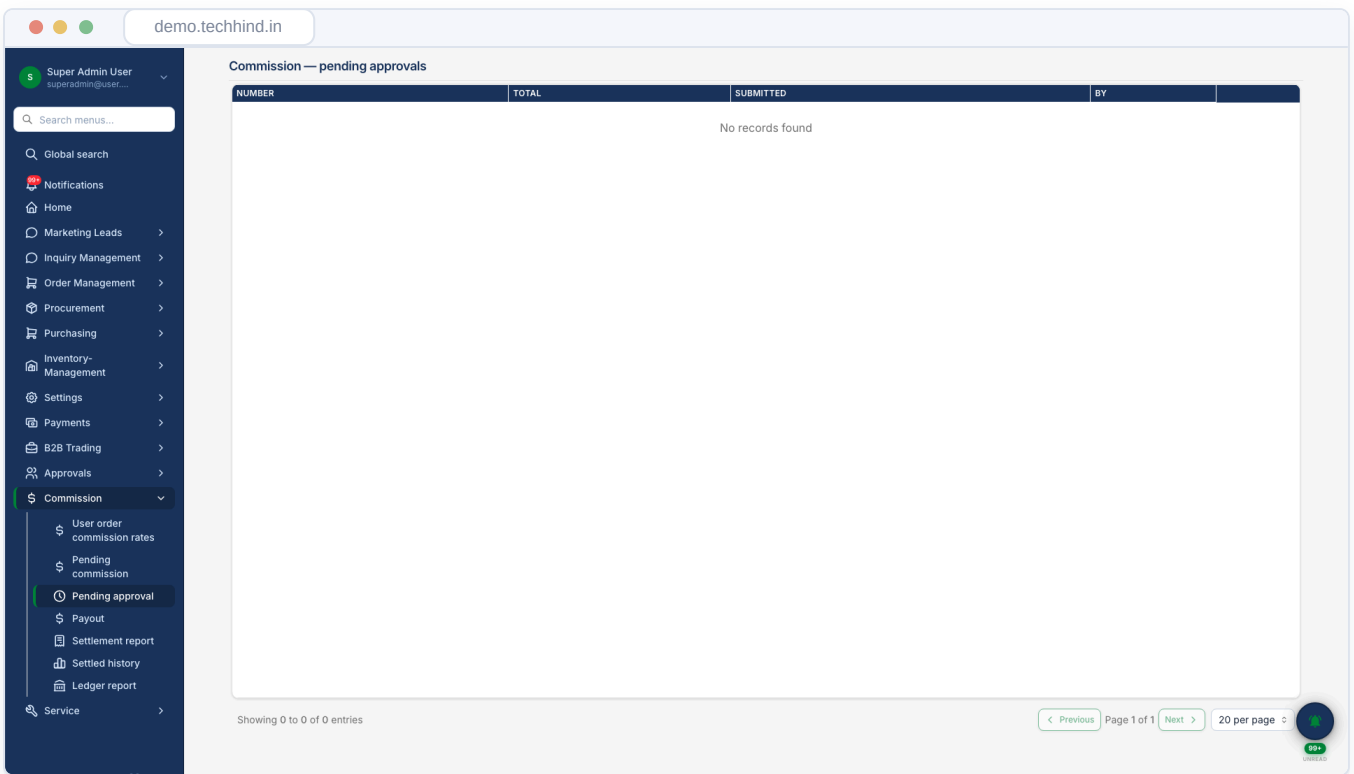 demo.techhind.in
S
Super Admin User
superadmin@user....
Search menus...
Global search
99+
Notifications
Home
Marketing Leads
Inquiry Management
Order Management
Procurement
Purchasing
Inventory-
Management
Settings
Payments
B2B Trading
Approvals
Commission
User order
commission rates
Pending
commission
Pending approval
Payout
Settlement report
Settled history
Ledger report
Service
Commission — pending approvals
NUMBER TOTAL SUBMITTED BY
No records found
Showing 0 to 0 of 0 entries
Previous Page 1 of 1 Next 20 per page
99+
UNREAD